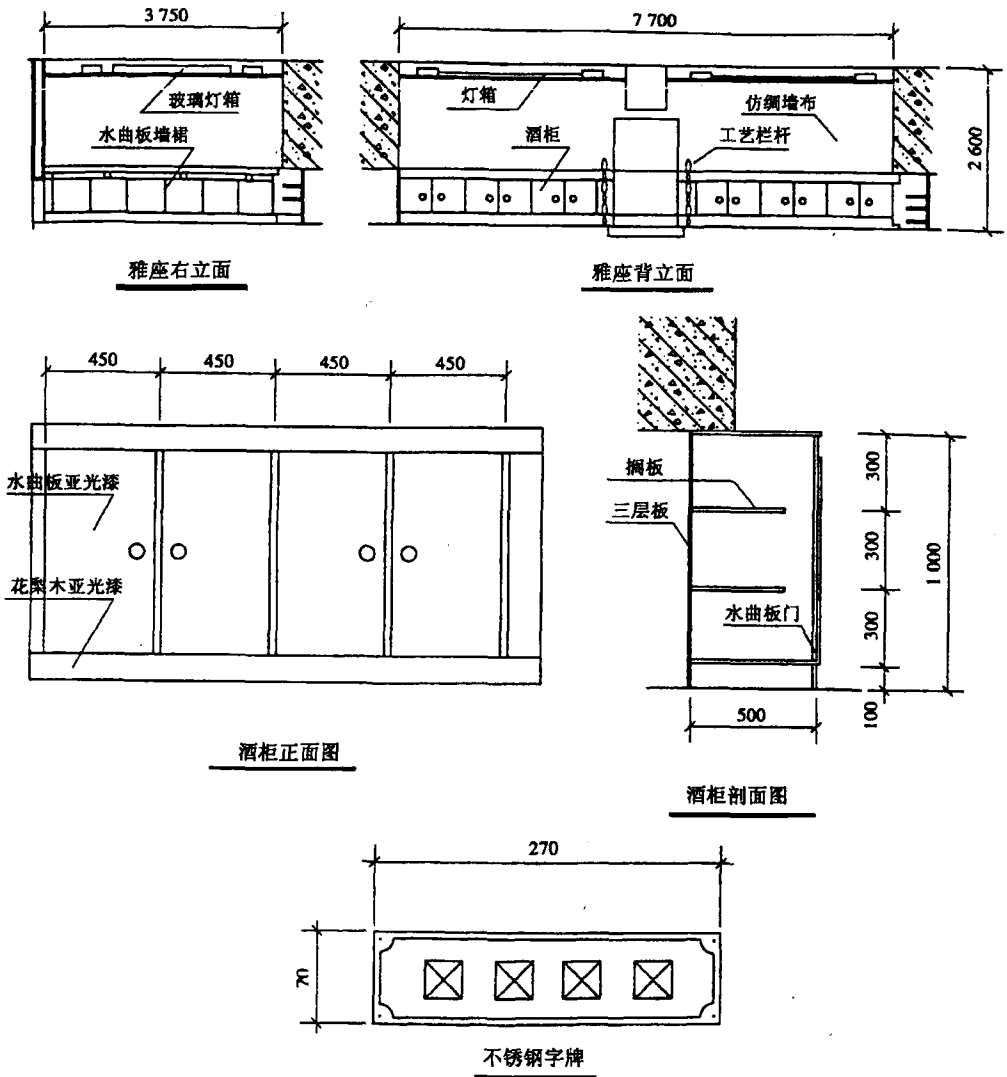 3 750
玻璃灯箱
水曲板墙裙
雅座右立面
7 700
灯箱
酒柜
仿绸墙布
工艺栏杆
2 600
雅座背立面
450
450
450
450
水曲板亚光漆
花梨木亚光漆
酒柜正面图
搁板
三层板
水曲板门
300
300
300
100
1 000
500
酒柜剖面图
270
70
不锈钢字牌